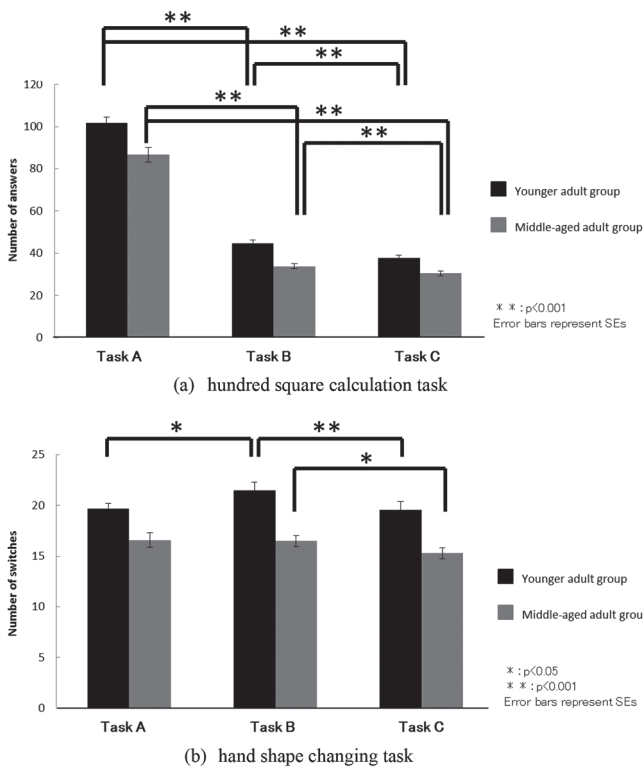 ** ** **
120
100
80
60
40
20
0
Number of answers
** ** **
Younger adult group
Middle-aged adult group
**:p<0.001
Error bars represent SEs
Task A Task B Task C
(a) hundred square calculation task
25
20
15
10
5
0
Number of switches
* ** *
Younger adult group
Middle-aged adult grou
*:p<0.05
**:p<0.001
Error bars represent SEs
Task A Task B Task C
(b) hand shape changing task